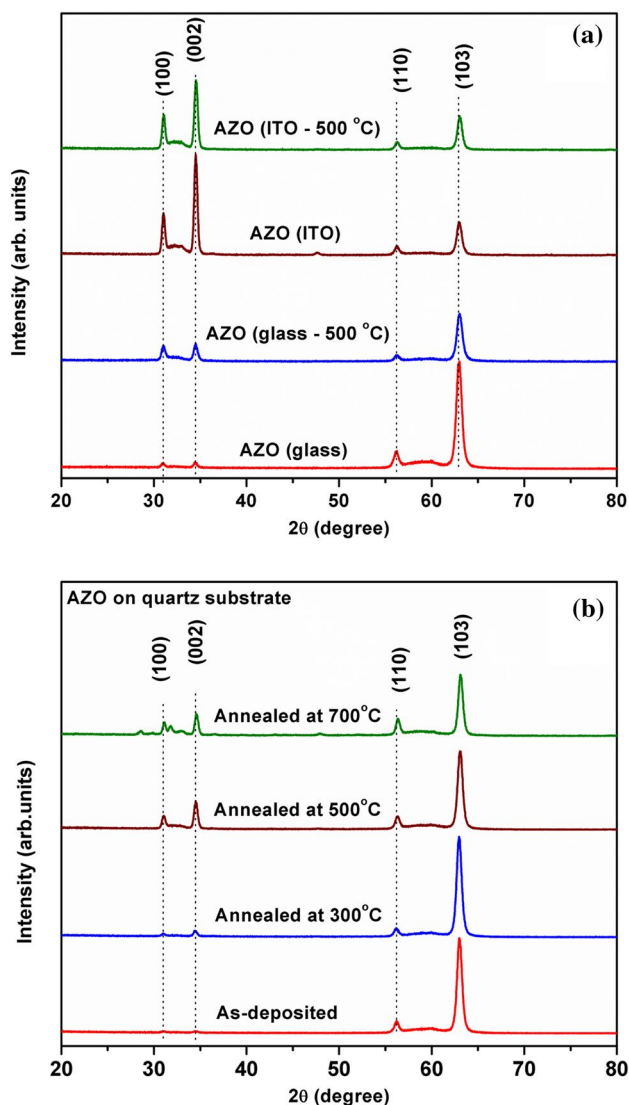 (a)
(100)
(002)
(110)
(103)
AZO (ITO - 500 °C)
AZO (ITO)
AZO (glass - 500 °C)
AZO (glass)
Intensity (arb. units)
20 30 40 50 60 70 80
2θ (degree)
(b)
AZO on quartz substrate
(100)
(002)
(110)
(103)
Annealed at 700°C
Annealed at 500°C
Annealed at 300°C
As-deposited
Intensity (arb.units)
20 30 40 50 60 70 80
2θ (degree)